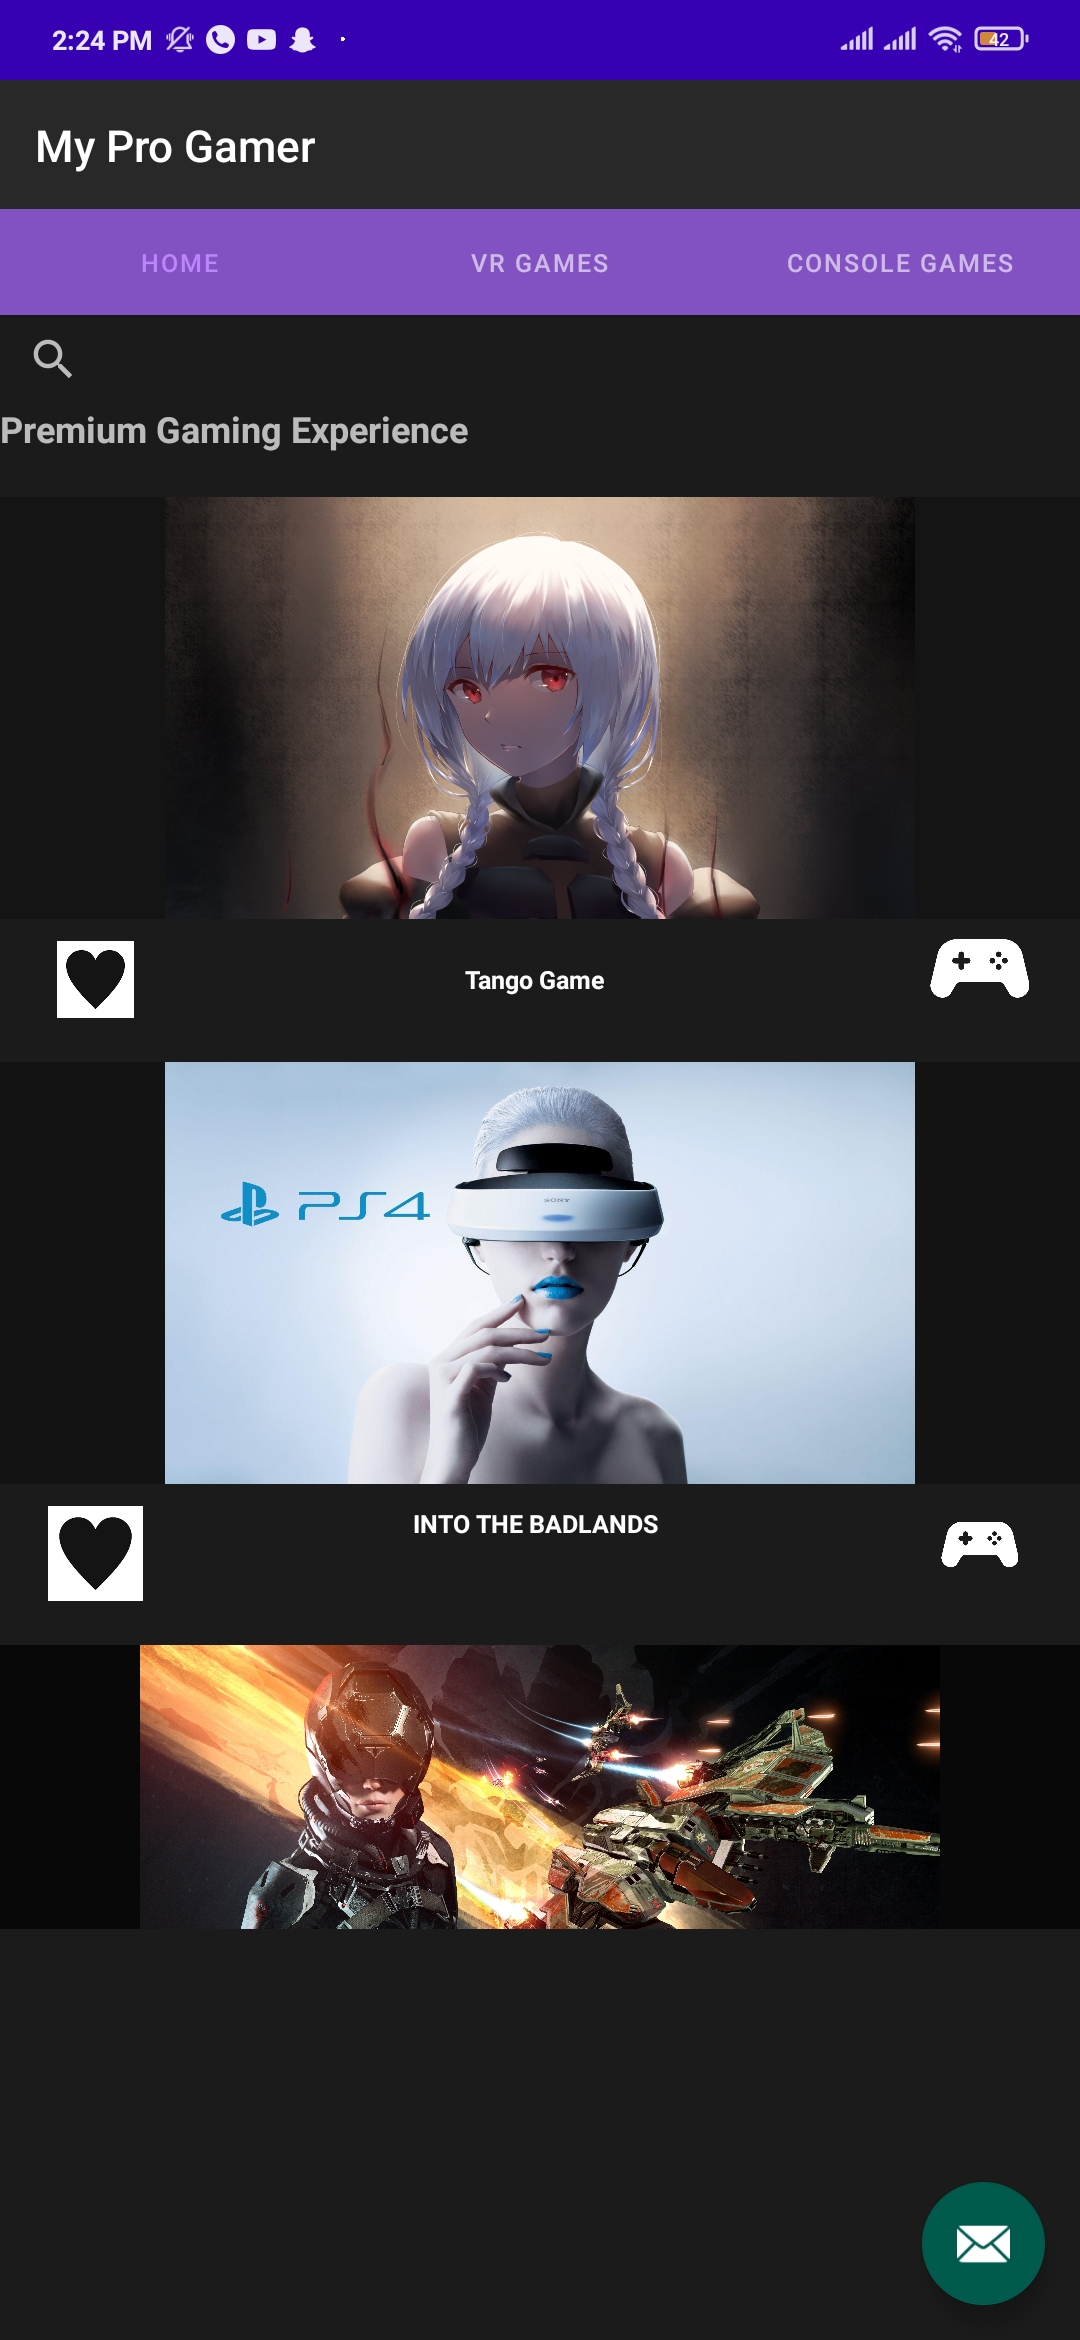 2:24 PM
42
My Pro Gamer
HOME VR GAMES CONSOLE GAMES
Premium Gaming Experience
Tango Game
PS4
SONY
INTO THE BADLANDS